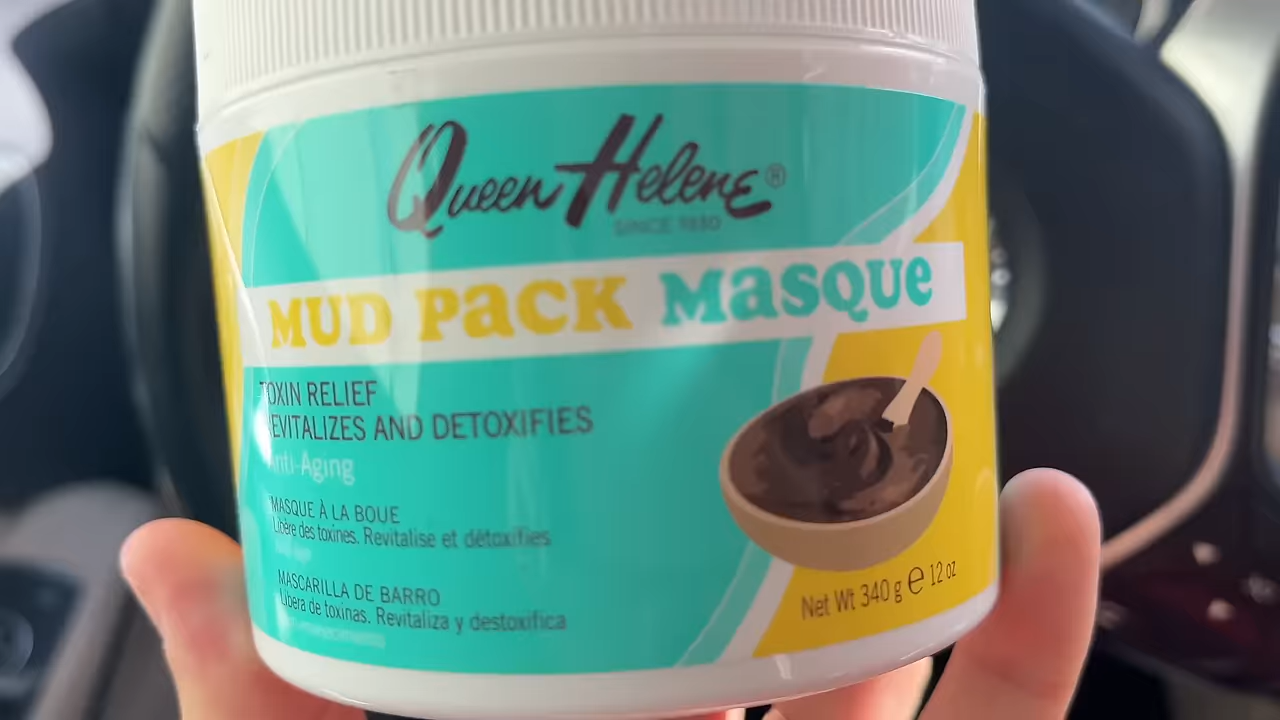 Queen Helene®
SINCE 1930
MUD PACK MASQUE
TOXIN RELIEF
REVITALIZES AND DETOXIFIES
Anti-Aging
MASQUE À LA BOUE
Libère des toxines. Revitalise et détoxifies
MASCARILLA DE BARRO
Libera de toxinas. Revitaliza y destoxifica
Net Wt 340 g e 12 oz